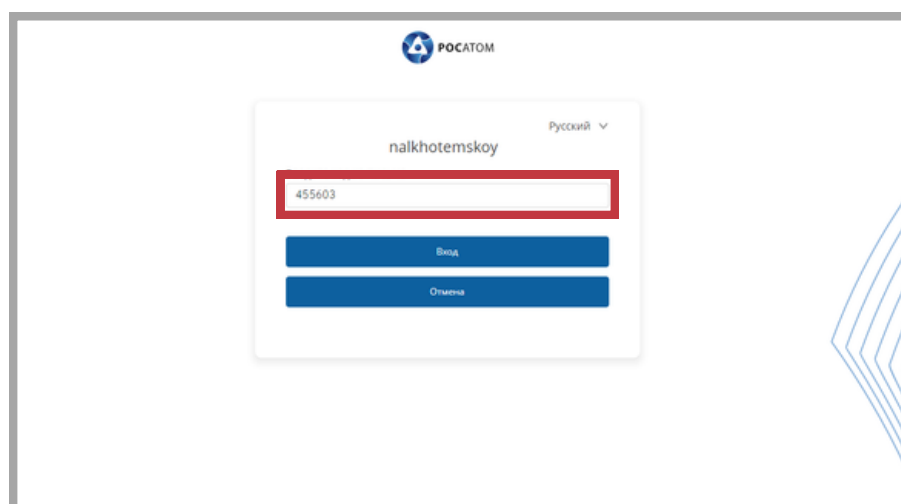 РОСАТОМ
Русский
nalkhotemskoy
455603
Вход
Отмена